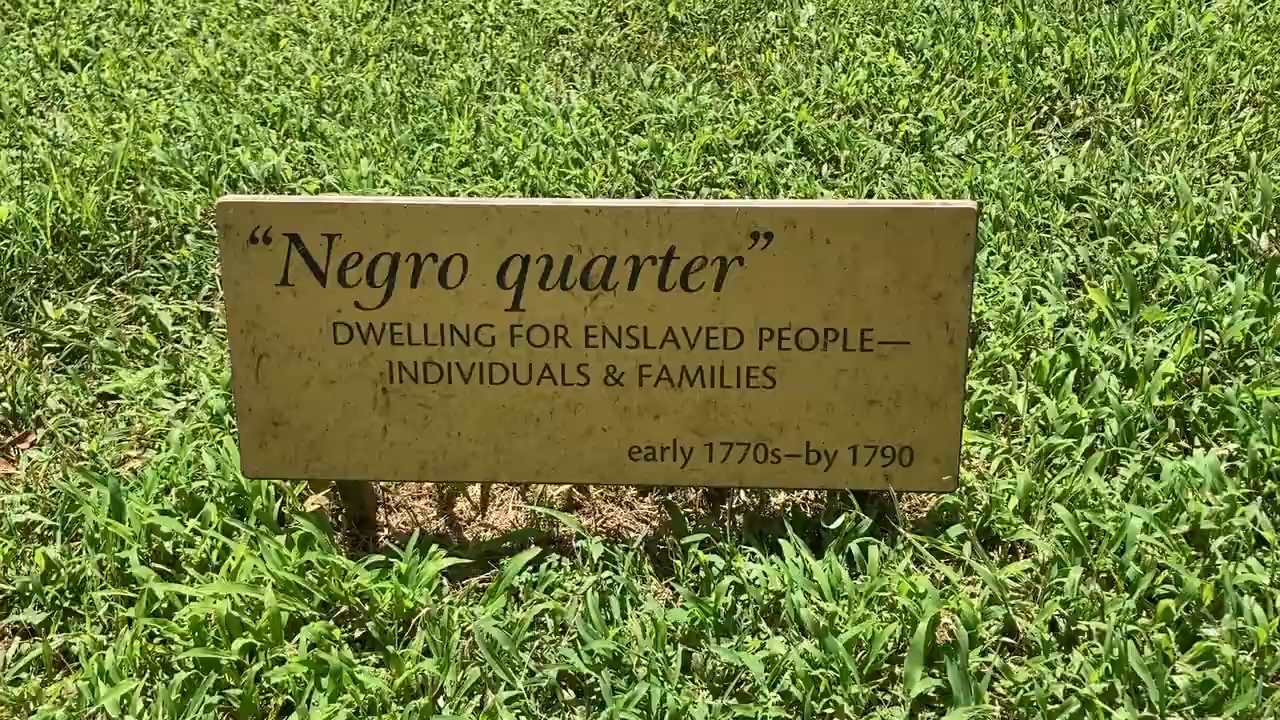 “Negro quarter”
DWELLING FOR ENSLAVED PEOPLE—
INDIVIDUALS & FAMILIES
early 1770s–by 1790